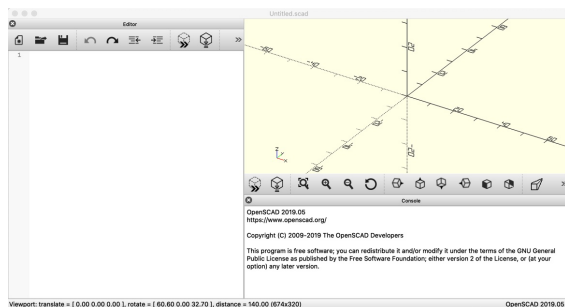 Untitled.scad
Editor
1
OpenSCAD 2019.05
https://www.openscad.org/
Console
Copyright (C) 2009-2019 The OpenSCAD Developers
This program is free software; you can redistribute it and/or modify it under the terms of the GNU General
Public License as published by the Free Software Foundation; either version 2 of the License, or (at your
option) any later version.
Viewport: translate = [ 0.00 0.00 0.00 ], rotate = [ 60.60 0.00 32.70 ], distance = 140.00 (674x320)
OpenSCAD 2019.05